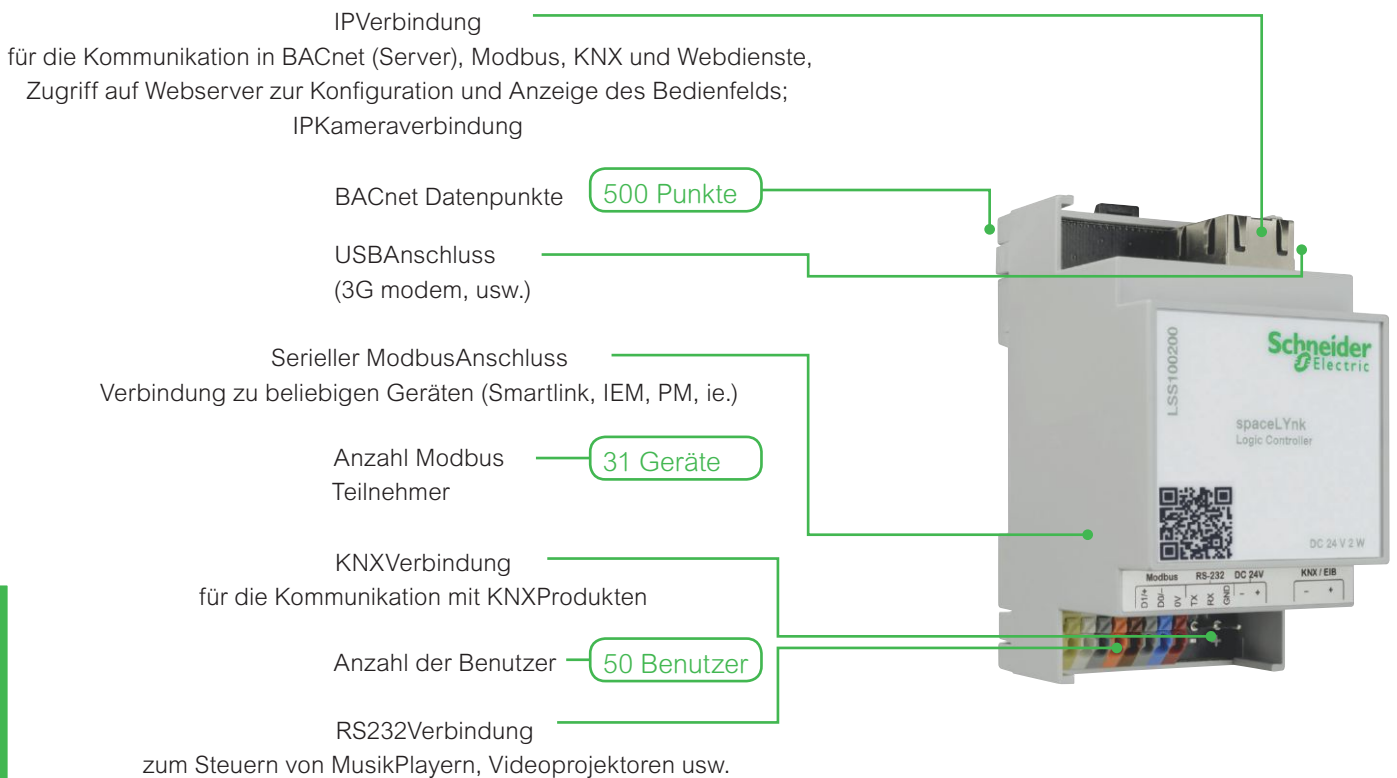 IPVerbindung
für die Kommunikation in BACnet (Server), Modbus, KNX und Webdienste,
Zugriff auf Webserver zur Konfiguration und Anzeige des Bedienfelds;
IPKameraverbindung
BACnet Datenpunkte
500 Punkte
USBAnschluss
(3G modem, usw.)
Serieller ModbusAnschluss
Verbindung zu beliebigen Geräten (Smartlink, IEM, PM, ie.)
Anzahl Modbus
Teilnehmer
31 Geräte
KNXVerbindung
für die Kommunikation mit KNXProdukten
Anzahl der Benutzer
50 Benutzer
RS232Verbindung
zum Steuern von MusikPlayern, Videoprojektoren usw.
LSS100200
Schneider
Electric
spaceLYnk
Logic Controller
DC 24 V 2 W
Modbus RS-232 DC 24V KNX / EIB
D1/+ D0/- 0V TX RX GND - + - +